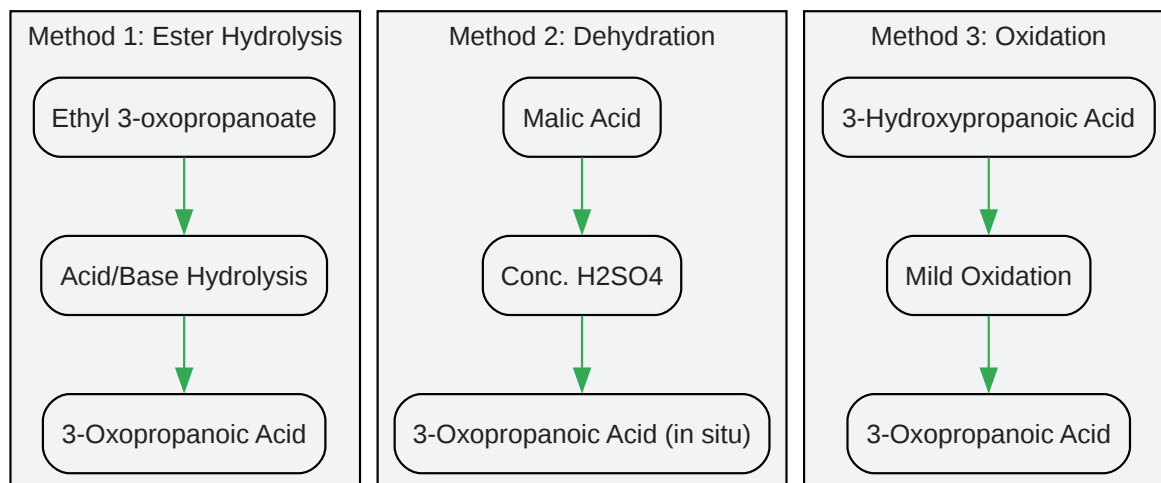 Method 1: Ester Hydrolysis
Ethyl 3-oxopropanoate
Acid/Base Hydrolysis
3-Oxopropanoic Acid
Method 2: Dehydration
Malic Acid
Conc. H2SO4
3-Oxopropanoic Acid (in situ)
Method 3: Oxidation
3-Hydroxypropanoic Acid
Mild Oxidation
3-Oxopropanoic Acid